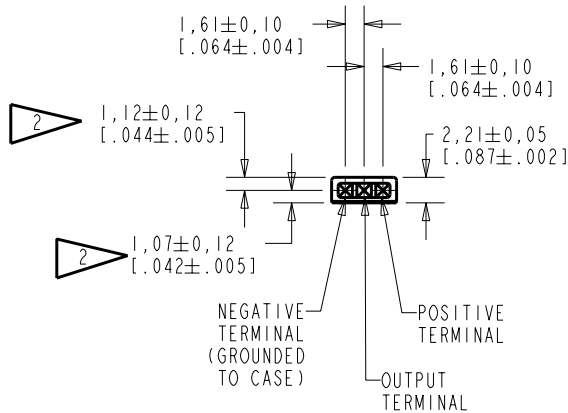 1,61±0,10
[.064±.004]
1,61±0,10
[.064±.004]
2
1,12±0,12
[.044±.005]
2,21±0,05
[.087±.002]
2
1,07±0,12
[.042±.005]
NEGATIVE
TERMINAL
(GROUNDED
TO CASE)
POSITIVE
TERMINAL
OUTPUT
TERMINAL